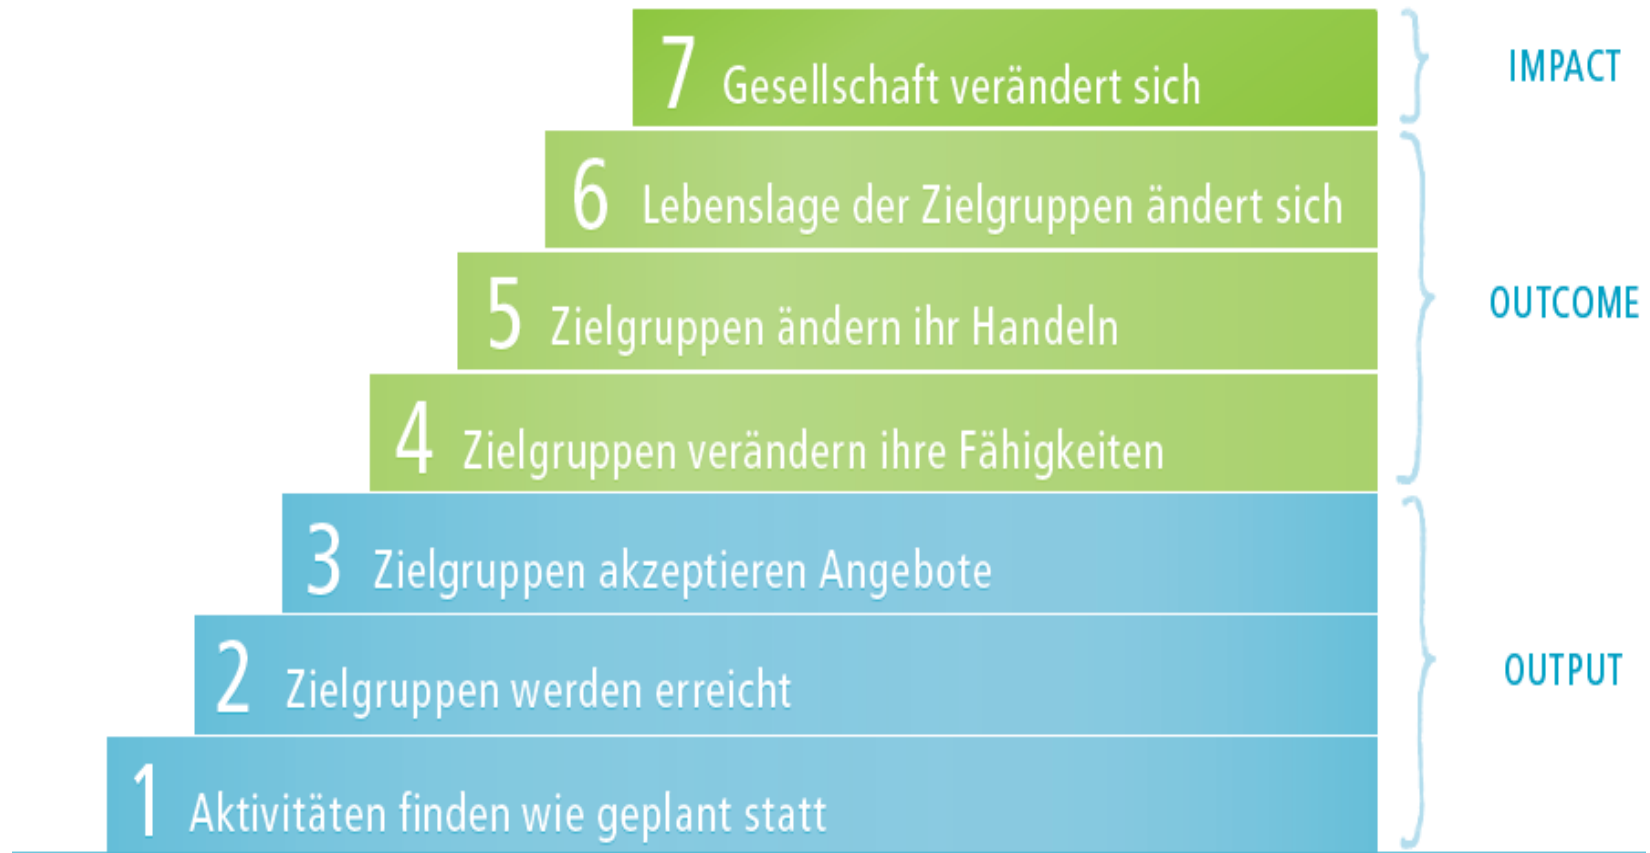 7 Gesellschaft verändert sich
IMPACT
6 Lebenslage der Zielgruppen ändert sich
5 Zielgruppen ändern ihr Handeln
OUTCOME
4 Zielgruppen verändern ihre Fähigkeiten
3 Zielgruppen akzeptieren Angebote
2 Zielgruppen werden erreicht
OUTPUT
1 Aktivitäten finden wie geplant statt